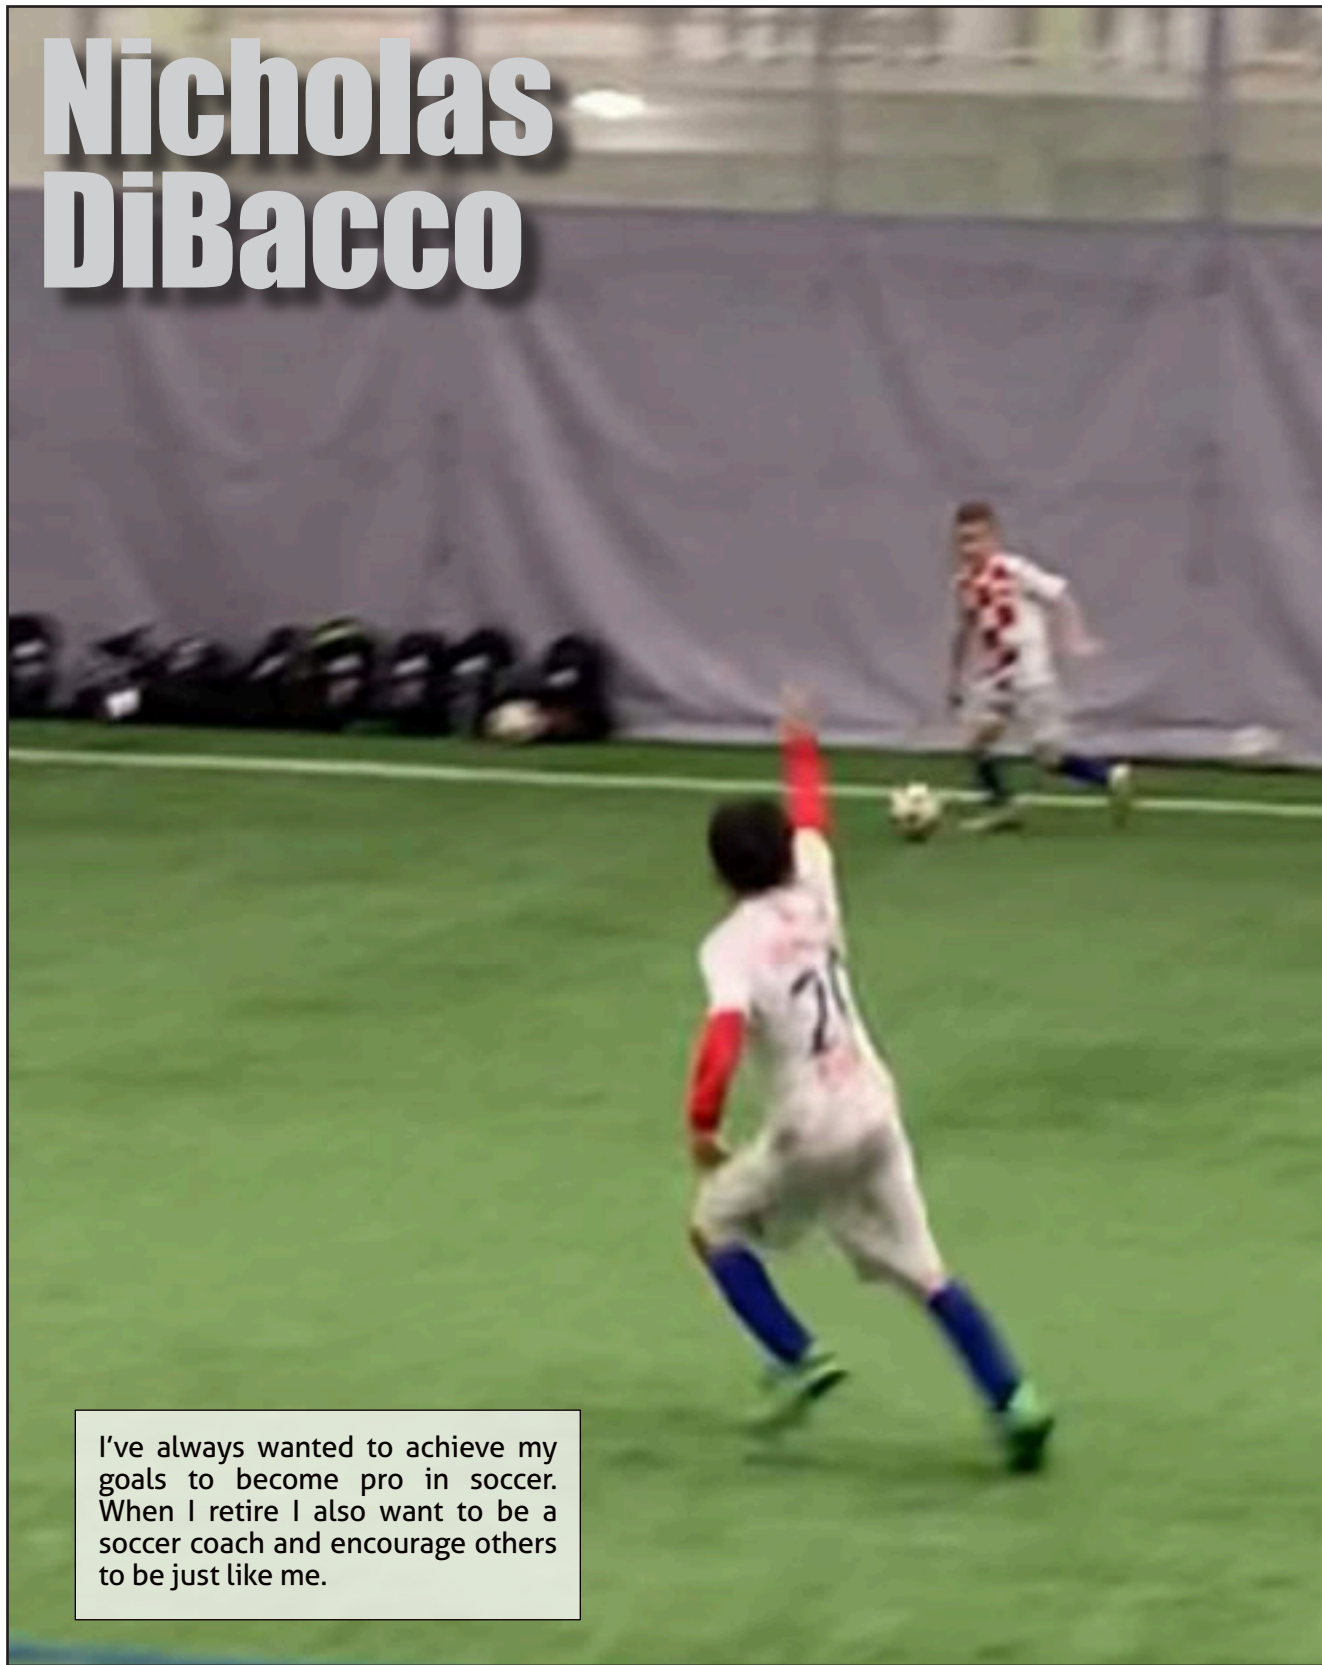 Nicholas
DiBacco
I’ve always wanted to achieve my
goals to become pro in soccer.
When I retire I also want to be a
soccer coach and encourage others
to be just like me.